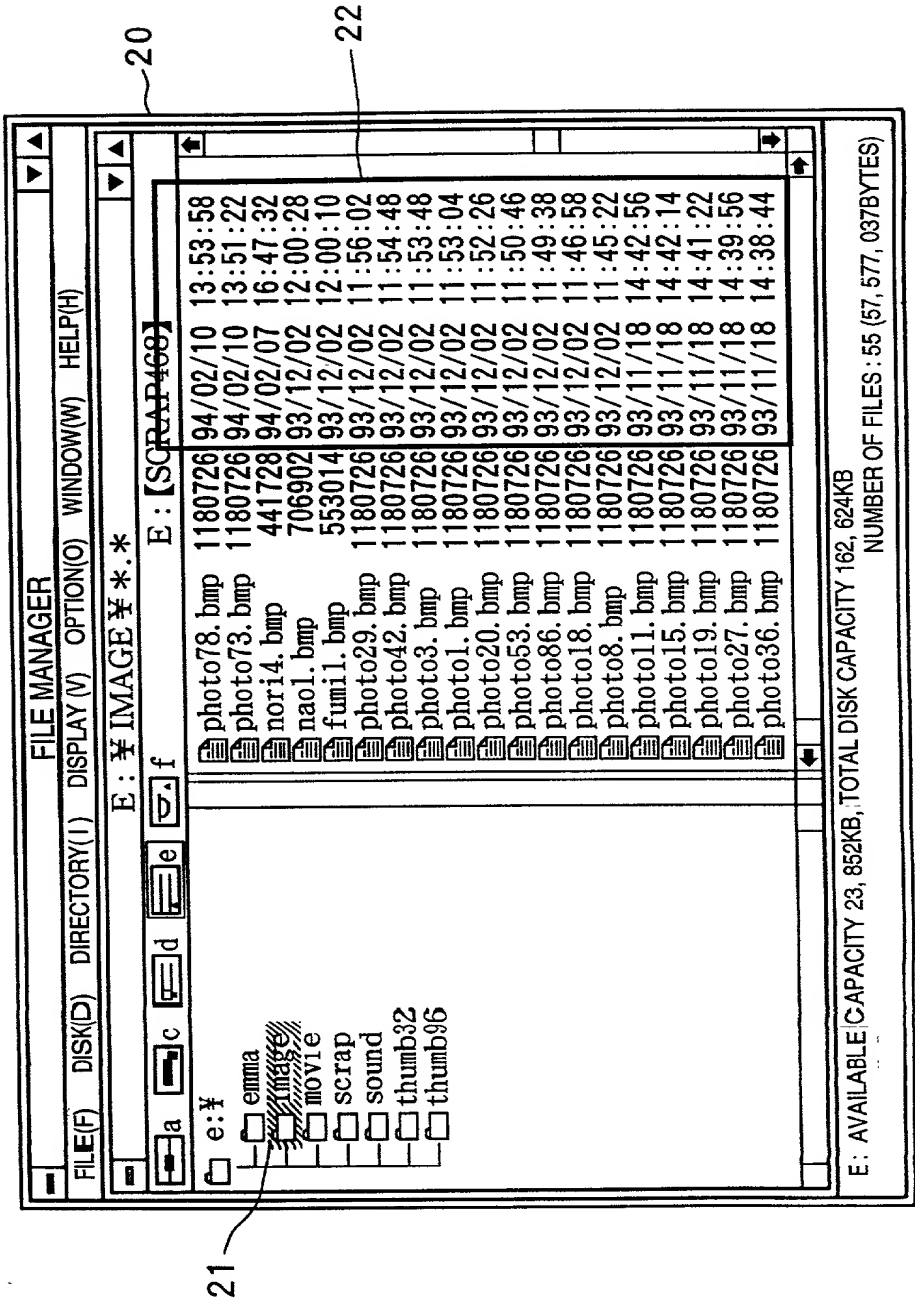 20
FILE MANAGER
FILE(F) DISK(D) DIRECTORY(I) DISPLAY (V) OPTION(O) WINDOW(W) HELP(H)
E:¥IMAGE¥*.*
a c d e f E:【SCRAP468】
22
21
e:¥
emma
image
movie
scrap
sound
thumb32
thumb96
photo78.bmp 1180726 94/02/10 13:53:58
photo73.bmp 1180726 94/02/10 13:51:22
nori4.bmp 441728 94/02/07 16:47:32
nao1.bmp 706902 93/12/02 12:00:28
fumi1.bmp 553014 93/12/02 12:00:10
photo29.bmp 1180726 93/12/02 11:56:02
photo42.bmp 1180726 93/12/02 11:54:48
photo3.bmp 1180726 93/12/02 11:53:48
photo1.bmp 1180726 93/12/02 11:53:04
photo20.bmp 1180726 93/12/02 11:52:26
photo53.bmp 1180726 93/12/02 11:50:46
photo86.bmp 1180726 93/12/02 11:49:38
photo18.bmp 1180726 93/12/02 11:46:58
photo8.bmp 1180726 93/12/02 11:45:22
photo11.bmp 1180726 93/11/18 14:42:56
photo15.bmp 1180726 93/11/18 14:42:14
photo19.bmp 1180726 93/11/18 14:41:22
photo27.bmp 1180726 93/11/18 14:39:56
photo36.bmp 1180726 93/11/18 14:38:44
E: AVAILABLE CAPACITY 23, 852KB, TOTAL DISK CAPACITY 162, 624KB
NUMBER OF FILES: 55 (57, 577, 037BYTES)